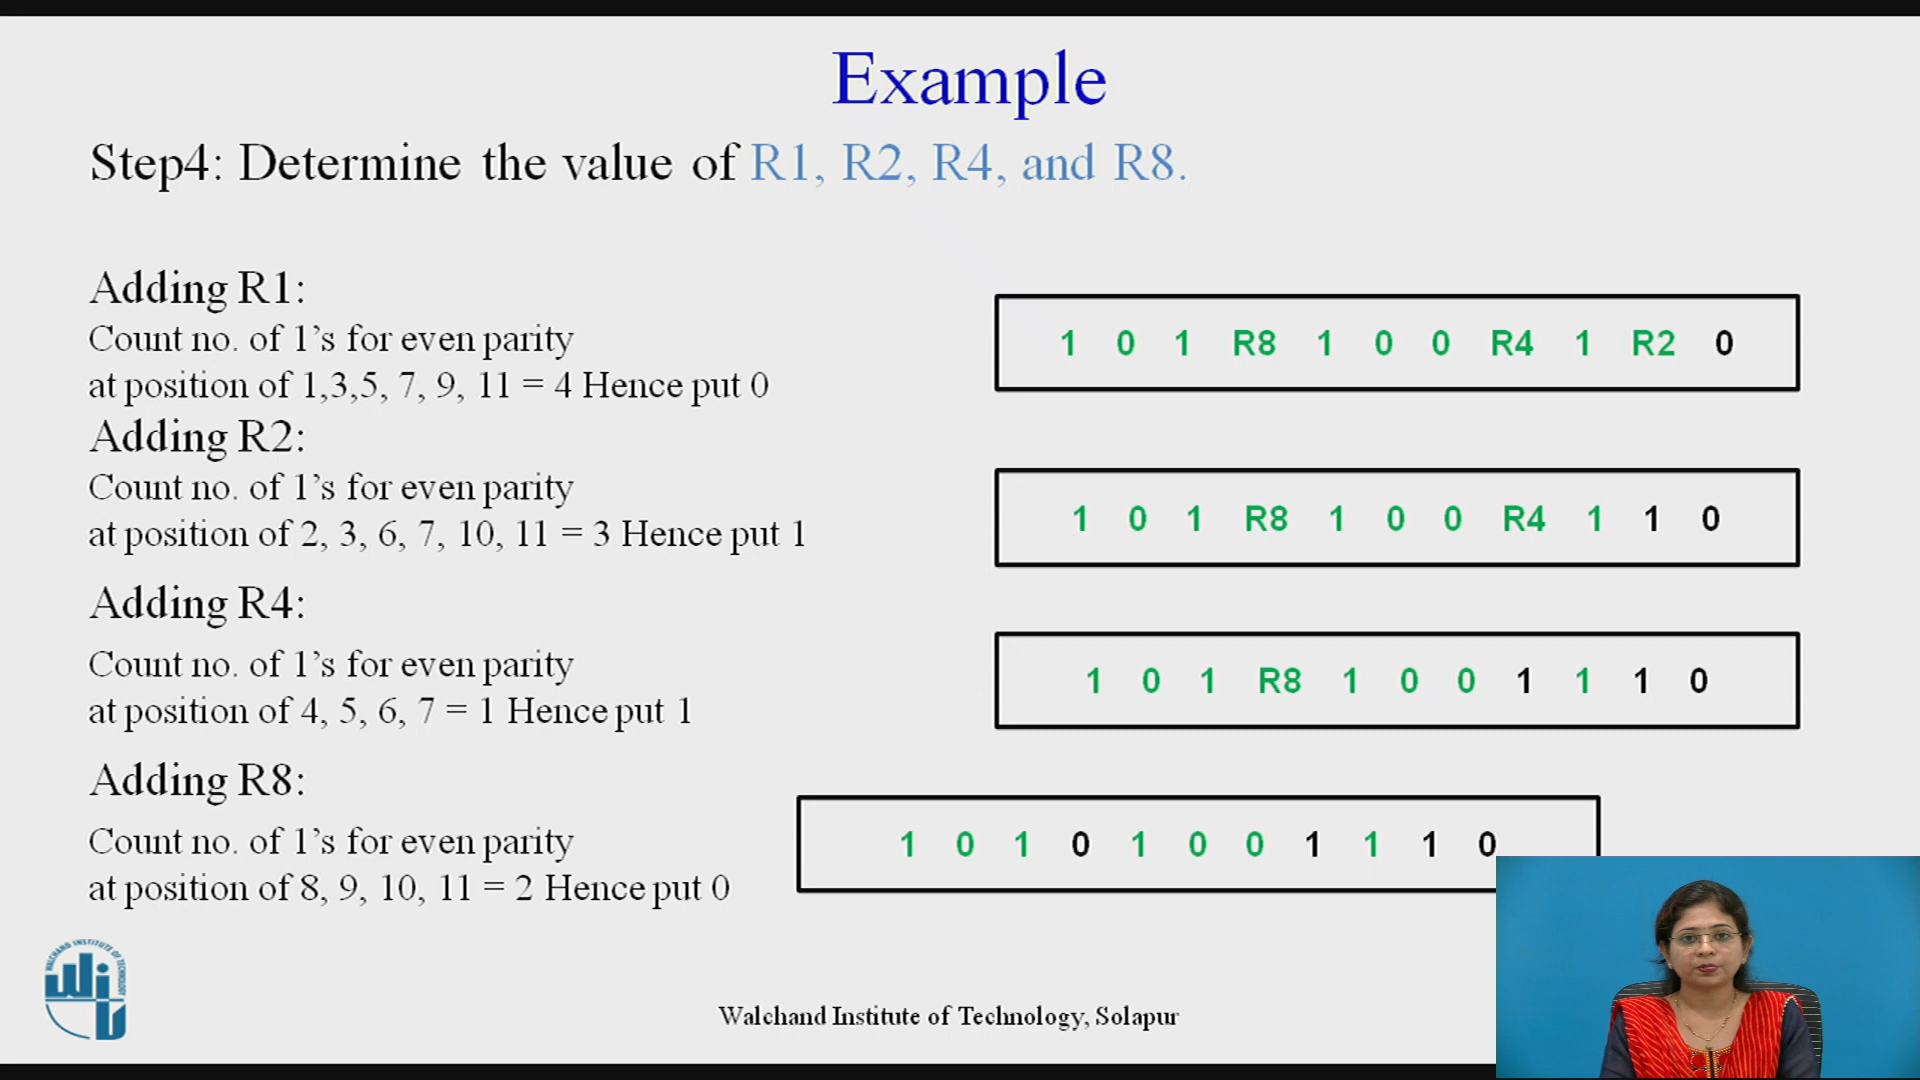 Example
Step4: Determine the value of R1, R2, R4, and R8.
Adding R1:
Count no. of 1’s for even parity
at position of 1,3,5, 7, 9, 11 = 4 Hence put 0
1 0 1 R8 1 0 0 R4 1 R2 0
Adding R2:
Count no. of 1’s for even parity
at position of 2, 3, 6, 7, 10, 11 = 3 Hence put 1
1 0 1 R8 1 0 0 R4 1 1 0
Adding R4:
Count no. of 1’s for even parity
at position of 4, 5, 6, 7 = 1 Hence put 1
1 0 1 R8 1 0 0 1 1 1 0
Adding R8:
Count no. of 1’s for even parity
at position of 8, 9, 10, 11 = 2 Hence put 0
1 0 1 0 1 0 0 1 1 1 0
WALCHAND INSTITUTE OF TECHNOLOGY
WIT
Walchand Institute of Technology, Solapur